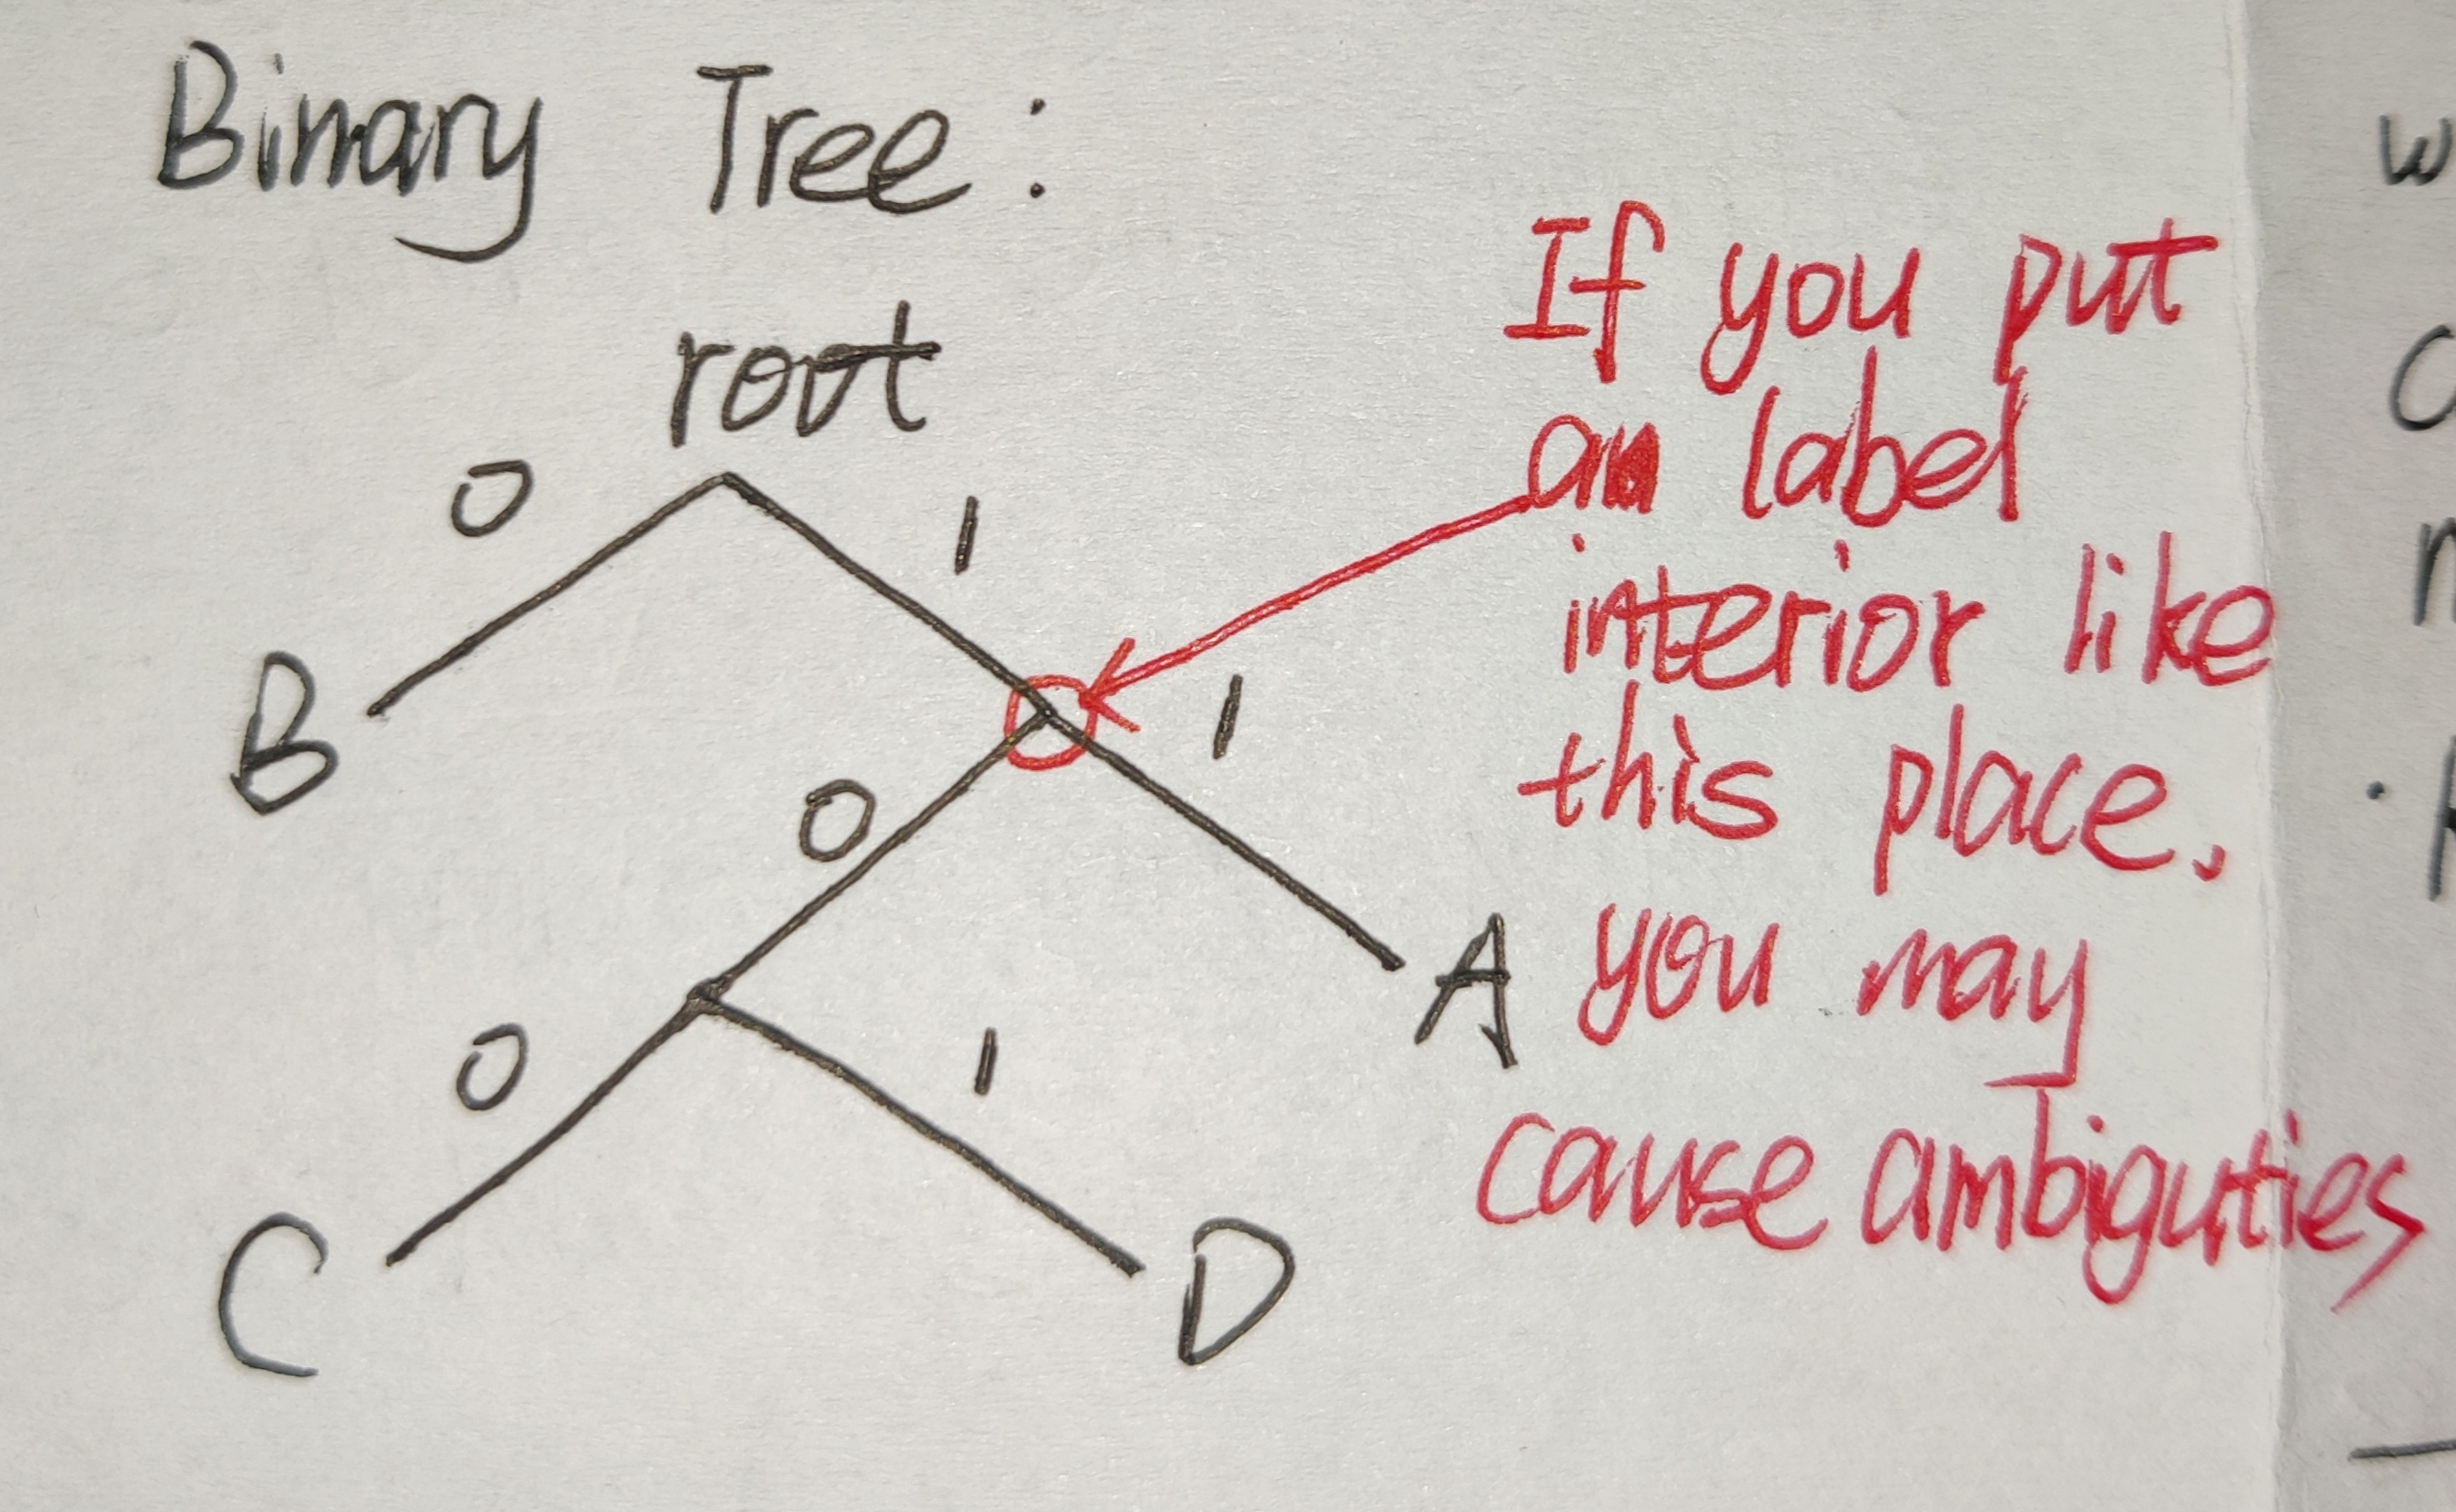 Binary Tree:
root
0
1
B
0
1
A
0
1
C
D
If you put
an label
interior like
this place.
you may
cause ambiguties